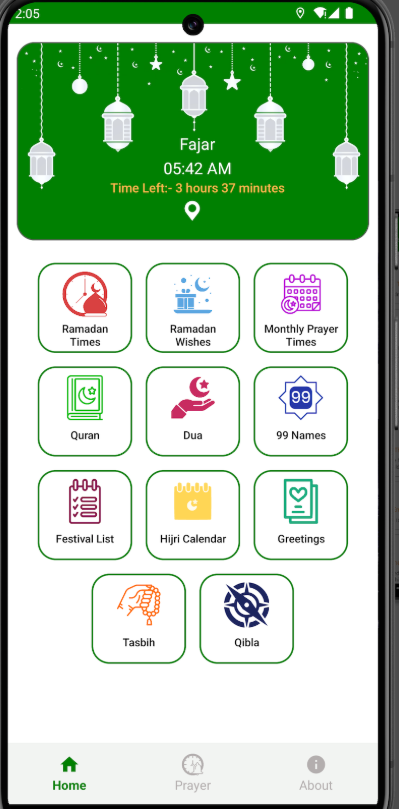 2:05
Fajar
05:42 AM
Time Left:- 3 hours 37 minutes
Ramadan
Times
Ramadan
Wishes
Monthly Prayer
Times
Quran
Dua
99
99 Names
Festival List
Hijri Calendar
Greetings
Tasbih
Qibla
Home
Prayer
About